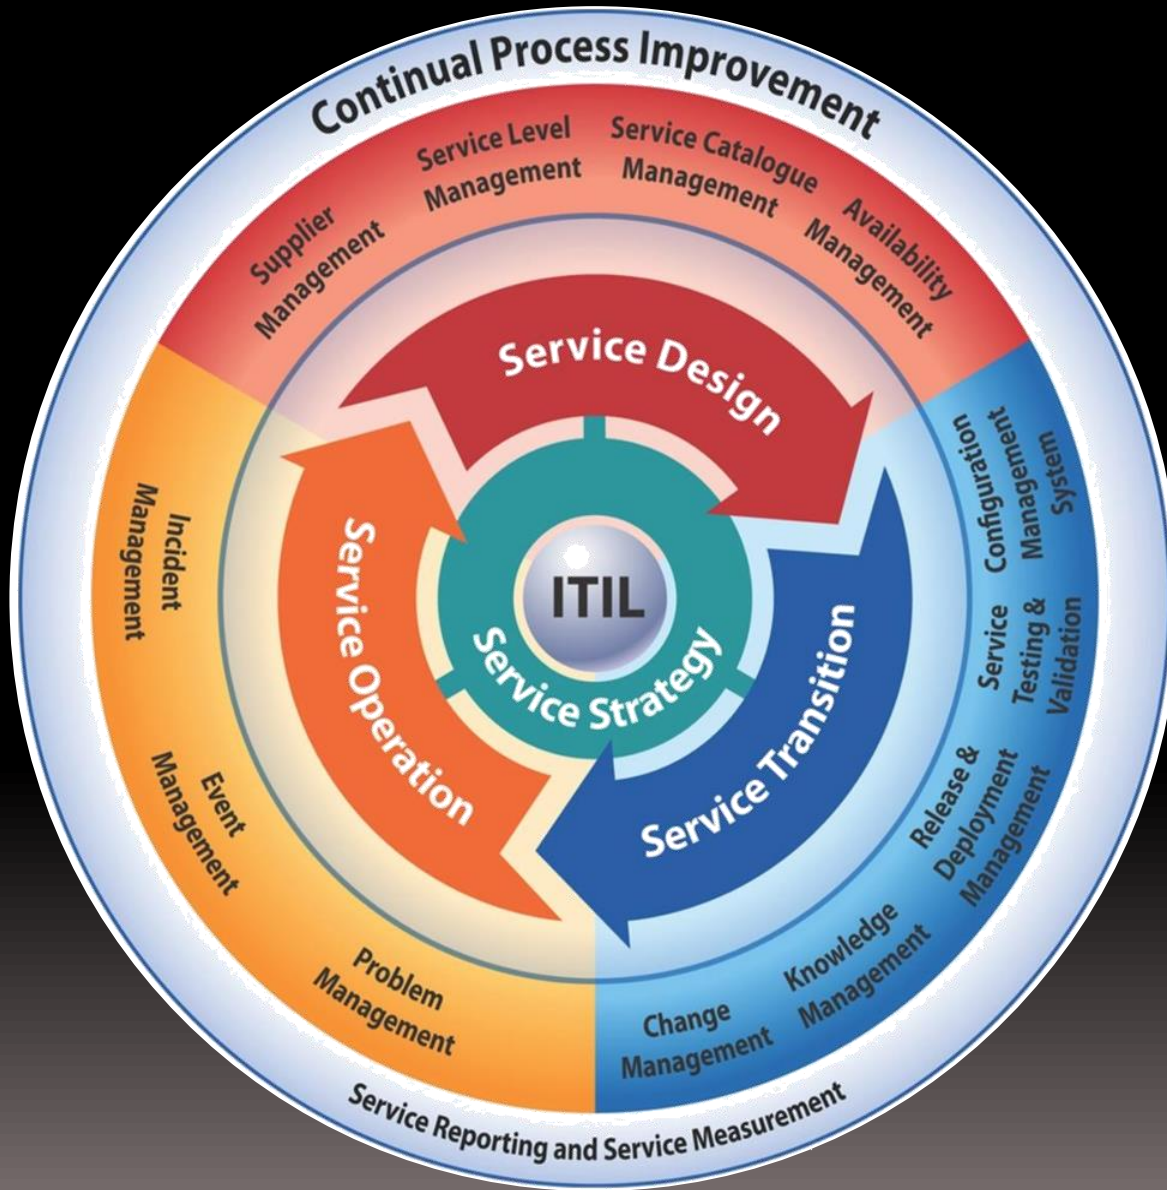 Continual Process Improvement
Supplier
Management
Service Level
Management
Service Catalogue
Management
Availability
Management
Configuration
Management
System
Service
Testing &
Validation
Release &
Deployment
Management
Knowledge
Management
Change
Management
Problem
Management
Event
Management
Incident
Management
Service Design
Service Transition
Service Operation
Service Strategy
ITIL
Service Reporting and Service Measurement